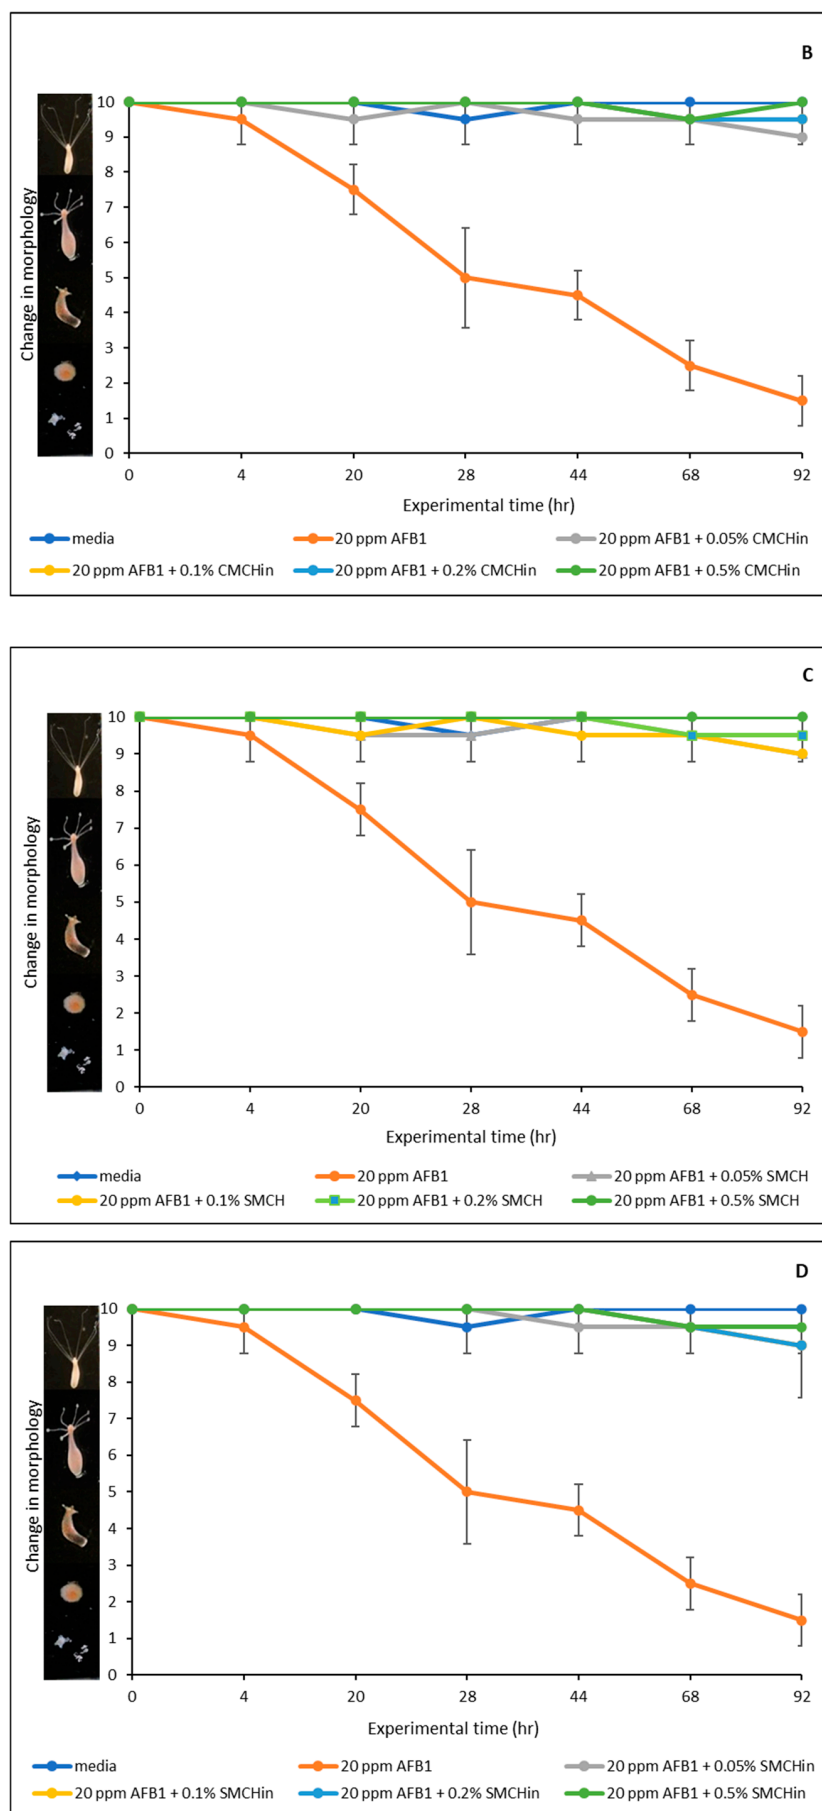 B
Change in morphology
10
9
8
7
6
5
4
3
2
1
0
0 4 20 28 44 68 92
Experimental time (hr)
media 20 ppm AFB1 20 ppm AFB1 + 0.05% CMCHin
20 ppm AFB1 + 0.1% CMCHin 20 ppm AFB1 + 0.2% CMCHin 20 ppm AFB1 + 0.5% CMCHin
C
Change in morphology
10
9
8
7
6
5
4
3
2
1
0
0 4 20 28 44 68 92
Experimental time (hr)
media 20 ppm AFB1 20 ppm AFB1 + 0.05% SMCH
20 ppm AFB1 + 0.1% SMCH 20 ppm AFB1 + 0.2% SMCH 20 ppm AFB1 + 0.5% SMCH
D
Change in morphology
10
9
8
7
6
5
4
3
2
1
0
0 4 20 28 44 68 92
Experimental time (hr)
media 20 ppm AFB1 20 ppm AFB1 + 0.05% SMCHin
20 ppm AFB1 + 0.1% SMCHin 20 ppm AFB1 + 0.2% SMCHin 20 ppm AFB1 + 0.5% SMCHin